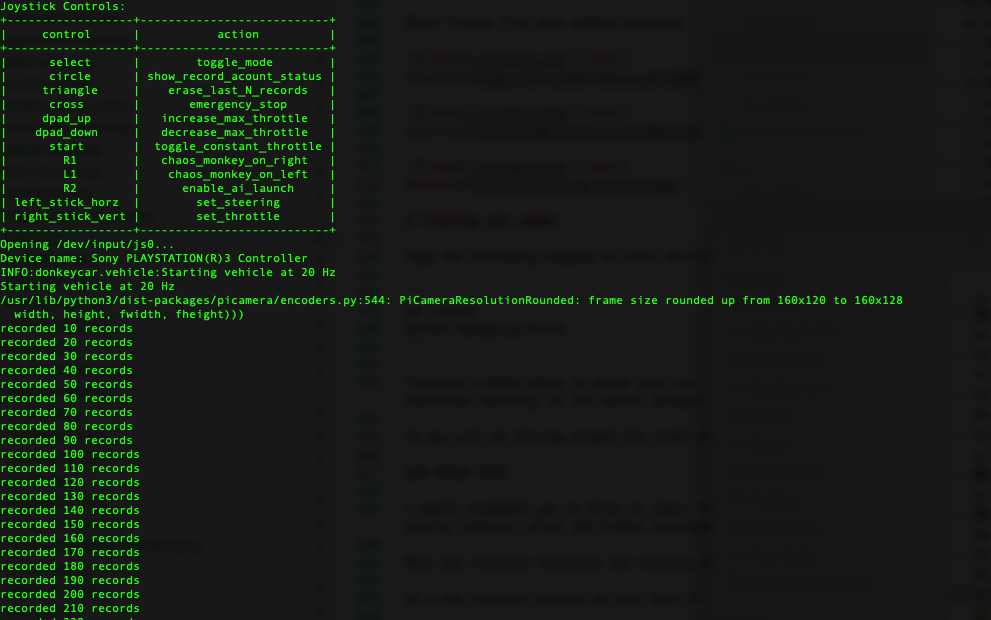 Joystick Controls:
+------------------+---------------------------+
|     control      |           action          |
+------------------+---------------------------+
|      select      |        toggle_mode        |
|      circle      | show_record_acount_status |
|     triangle     |    erase_last_N_records   |
|      cross       |       emergency_stop      |
|     dpad_up      |   increase_max_throttle   |
|    dpad_down     |   decrease_max_throttle   |
|      start       |  toggle_constant_throttle |
|        R1        |   chaos_monkey_on_right   |
|        L1        |    chaos_monkey_on_left   |
|        R2        |      enable_ai_launch     |
| left_stick_horz  |        set_steering       |
| right_stick_vert |        set_throttle       |
+------------------+---------------------------+
Opening /dev/input/js0...
Device name: Sony PLAYSTATION(R)3 Controller
INFO:donkeycar.vehicle:Starting vehicle at 20 Hz
Starting vehicle at 20 Hz
/usr/lib/python3/dist-packages/picamera/encoders.py:544: PiCameraResolutionRounded: frame size rounded up from 160x120 to 160x128
  width, height, fwidth, fheight)))
recorded 10 records
recorded 20 records
recorded 30 records
recorded 40 records
recorded 50 records
recorded 60 records
recorded 70 records
recorded 80 records
recorded 90 records
recorded 100 records
recorded 110 records
recorded 120 records
recorded 130 records
recorded 140 records
recorded 150 records
recorded 160 records
recorded 170 records
recorded 180 records
recorded 190 records
recorded 200 records
recorded 210 records